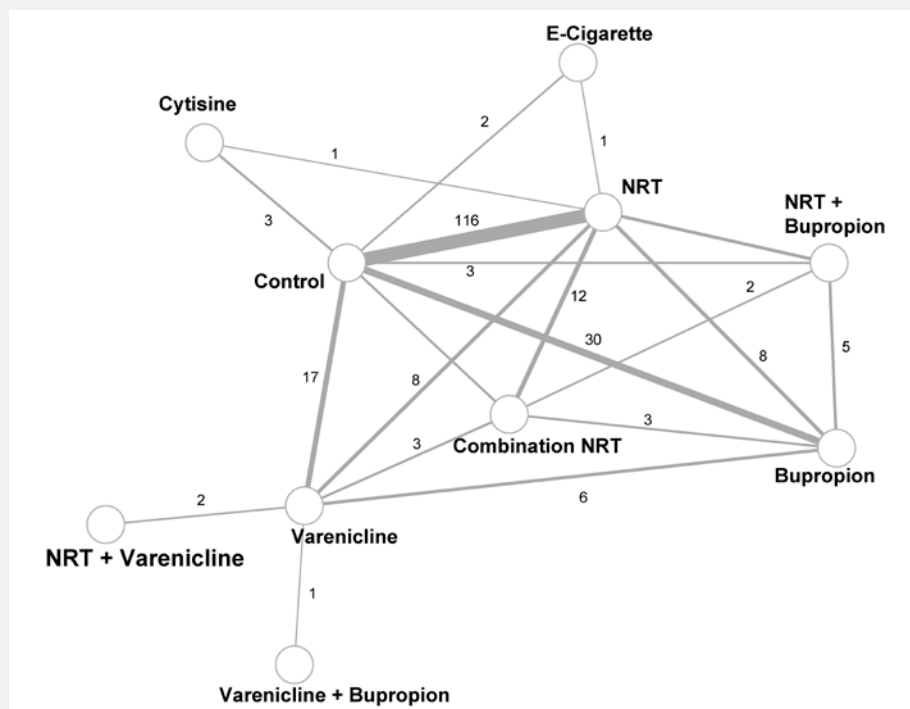 E-Cigarette
Cytisine
2
1
1
NRT
NRT +
Bupropion
3
116
Control
3
2
12
30
5
17
8
8
3
3
Combination NRT
Bupropion
6
2
Varenicline
NRT + Varenicline
1
Varenicline + Bupropion